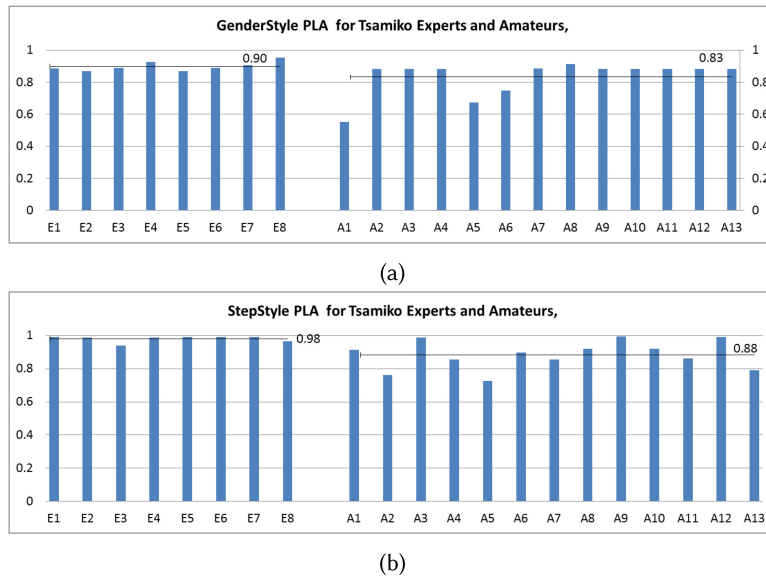 GenderStyle PLA for Tsamiko Experts and Amateurs,
1 0.90 0.83 1
0.8 0.8
0.6 0.6
0.4 0.4
0.2 0.2
0 0
E1 E2 E3 E4 E5 E6 E7 E8 A1 A2 A3 A4 A5 A6 A7 A8 A9 A10 A11 A12 A13
(a)
StepStyle PLA for Tsamiko Experts and Amateurs,
1 0.98 0.88
0.8
0.6
0.4
0.2
0
E1 E2 E3 E4 E5 E6 E7 E8 A1 A2 A3 A4 A5 A6 A7 A8 A9 A10 A11 A12 A13
(b)